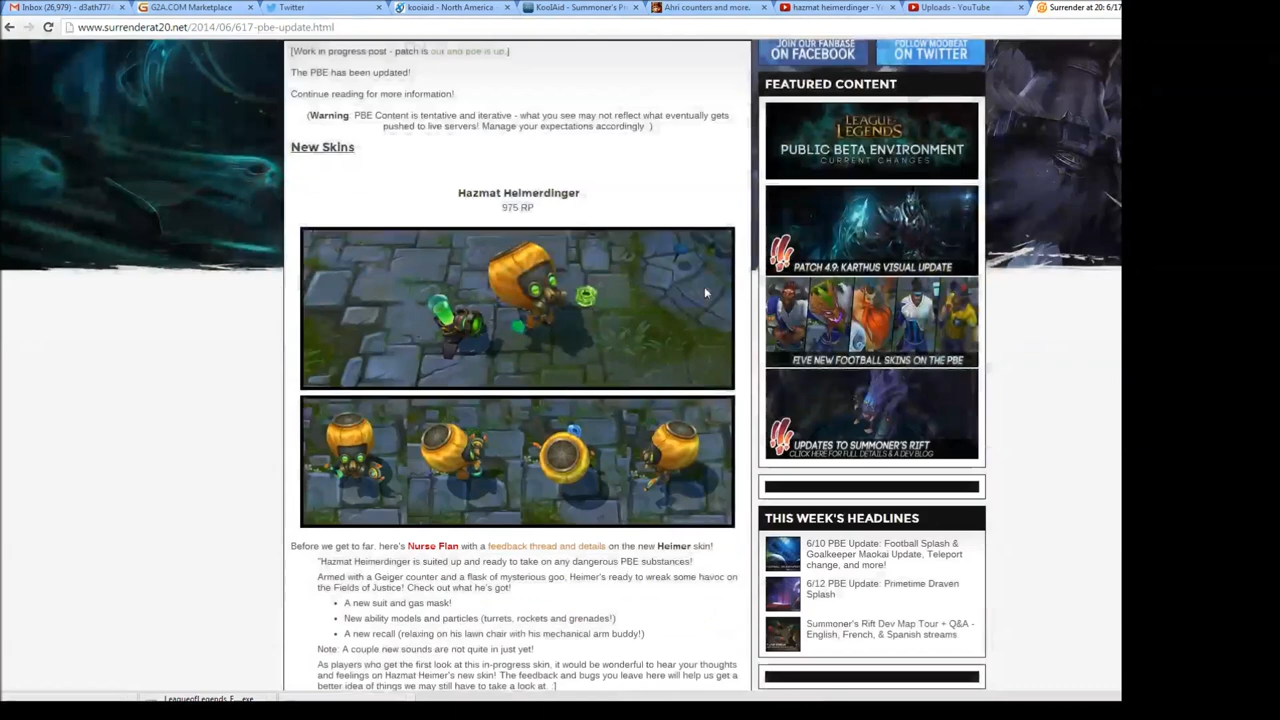 Inbox (26,979) - d3ath777
G2A.COM Marketplace
Twitter
kooiaid - North America
KoolAid - Summoner's P
Ahri counters and more.
hazmat heimerdinger - Y
Uploads - YouTube
Surrender at 20: 6/17
www.surrenderat20.net/2014/06/617-pbe-update.html
[Work in progress post - patch is out and pbe is up.]
The PBE has been updated!
Continue reading for more information!
(Warning: PBE Content is tentative and iterative - what you see may not reflect what eventually gets
pushed to live servers! Manage your expectations accordingly.)
New Skins
Hazmat Heimerdinger
975 RP
Before we get to far, here's Nurse Flan with a feedback thread and details on the new Heimer skin!
"Hazmat Heimerdinger is suited up and ready to take on any dangerous PBE substances!
Armed with a Geiger counter and a flask of mysterious goo, Heimer's ready to wreak some havoc on
the Fields of Justice! Check out what he's got!
• A new suit and gas mask!
• New ability models and particles (turrets, rockets and grenades!)
• A new recall (relaxing on his lawn chair with his mechanical arm buddy!)
Note: A couple new sounds are not quite in just yet!
As players who get the first look at this in-progress skin, it would be wonderful to hear your thoughts
and feelings on Hazmat Heimer's new skin! The feedback and bugs you leave here will help us get a
better idea of things we may still have to take a look at. :]
JOIN OUR FANBASE
ON FACEBOOK
FOLLOW MOOBEAT
ON TWITTER
FEATURED CONTENT
LEAGUE of
LEGENDS
PUBLIC BETA ENVIRONMENT
CURRENT CHANGES
PATCH 4.9: KARTHUS VISUAL UPDATE
FIVE NEW FOOTBALL SKINS ON THE PBE
UPDATES TO SUMMONER'S RIFT
CLICK HERE FOR FULL DETAILS & A DEV BLOG
THIS WEEK'S HEADLINES
6/10 PBE Update: Football Splash &
Goalkeeper Maokai Update, Teleport
change, and more!
6/12 PBE Update: Primetime Draven
Splash
Summoner's Rift Dev Map Tour + Q&A -
English, French, & Spanish streams
LeagueofLegends_F....exe